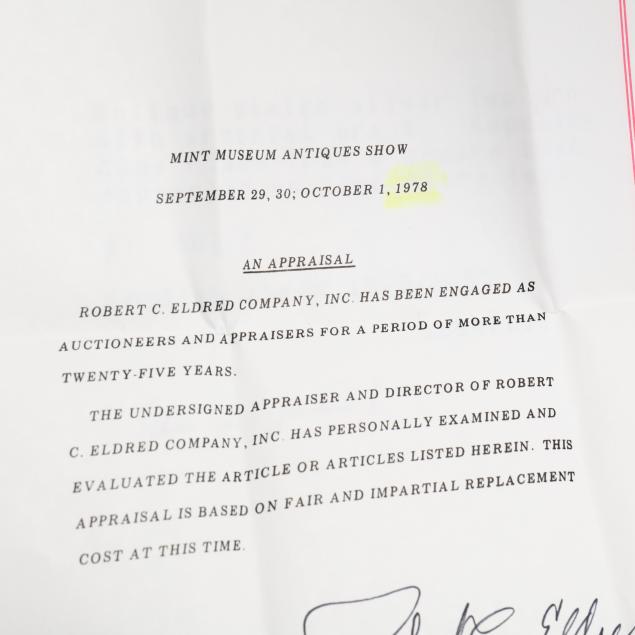 MINT MUSEUM ANTIQUES SHOW
SEPTEMBER 29, 30; OCTOBER 1, 1978
AN APPRAISAL
ROBERT C. ELDRED COMPANY, INC. HAS BEEN ENGAGED AS
AUCTIONEERS AND APPRAISERS FOR A PERIOD OF MORE THAN
TWENTY-FIVE YEARS.
THE UNDERSIGNED APPRAISER AND DIRECTOR OF ROBERT
C. ELDRED COMPANY, INC. HAS PERSONALLY EXAMINED AND
EVALUATED THE ARTICLE OR ARTICLES LISTED HEREIN. THIS
APPRAISAL IS BASED ON FAIR AND IMPARTIAL REPLACEMENT
COST AT THIS TIME.